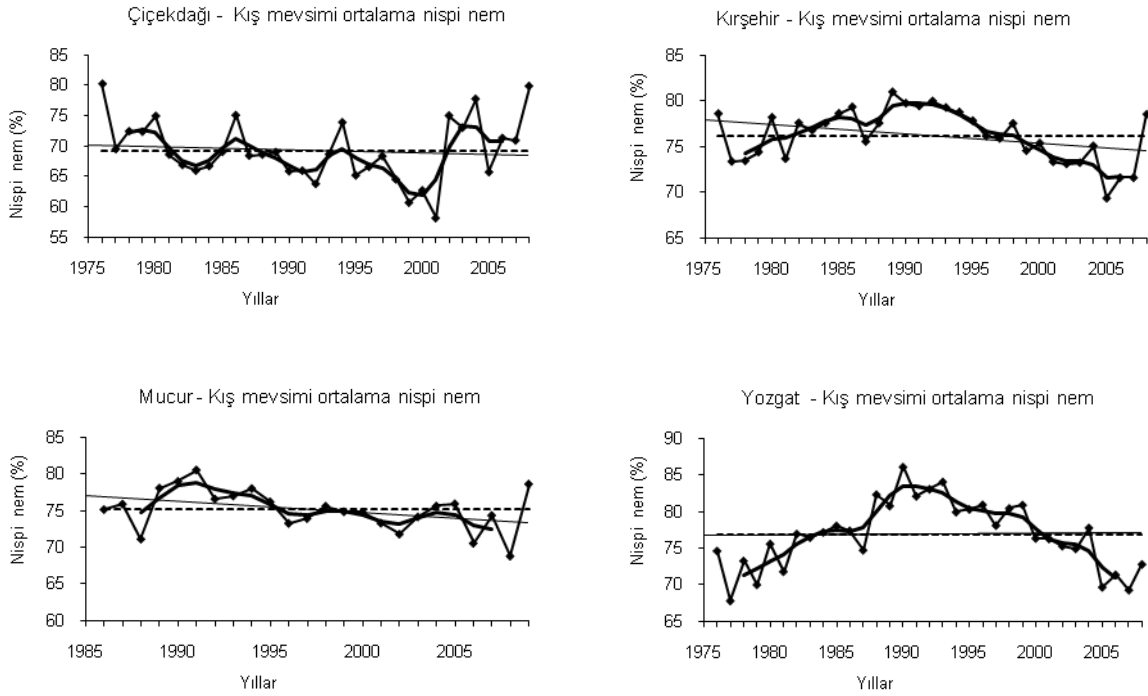 Çiçekdağı - Kış mevsimi ortalama nispi nem
Nispi nem (%)
85
80
75
70
65
60
55
1975 1980 1985 1990 1995 2000 2005
Yıllar
Kırşehir - Kış mevsimi ortalama nispi nem
Nispi nem (%)
85
80
75
70
65
1975 1980 1985 1990 1995 2000 2005
Yıllar
Mucur - Kış mevsimi ortalama nispi nem
Nispi nem (%)
85
80
75
70
65
60
1985 1990 1995 2000 2005
Yıllar
Yozgat - Kış mevsimi ortalama nispi nem
Nispi nem (%)
90
85
80
75
70
65
1975 1980 1985 1990 1995 2000 2005
Yıllar